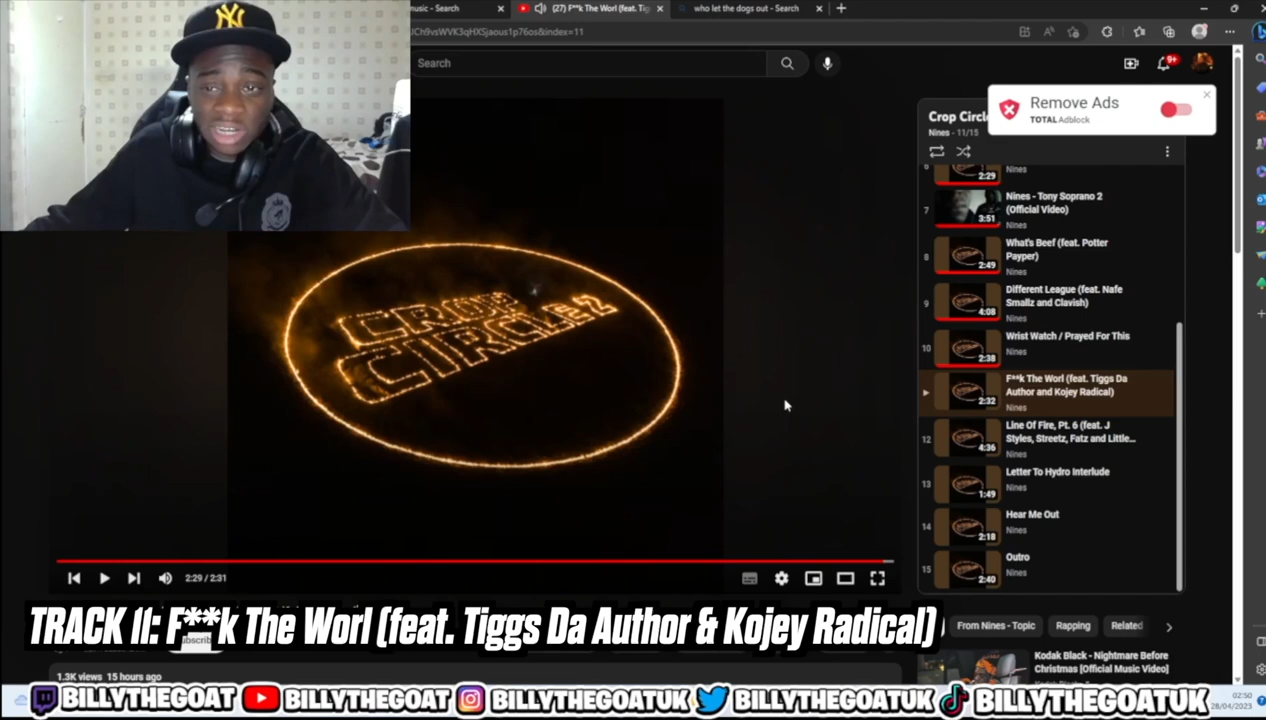 music - Search
(27) F**k The Worl (feat. Tig
who let the dogs out - Search
JCh9vsWVK3qHXSjaous1p76os&index=11
NY
Search
9+
Remove Ads
TOTAL Adblock
Crop Circle
Nines - 11/15
Nines
2:29
7
Nines - Tony Soprano 2
(Official Video)
Nines
3:51
8
What's Beef (feat. Potter
Payper)
Nines
2:49
9
Different League (feat. Nafe
Smallz and Clavish)
Nines
4:08
10
Wrist Watch / Prayed For This
Nines
2:38
F**k The Worl (feat. Tiggs Da
Author and Kojey Radical)
Nines
2:32
12
Line Of Fire, Pt. 6 (feat. J
Styles, Streetz, Fatz and Little...
Nines
4:36
13
Letter To Hydro Interlude
Nines
1:49
14
Hear Me Out
Nines
2:18
15
Outro
Nines
2:40
CROP
CIRCLE 2
2:29 / 2:31
TRACK 11: F**k The Worl (feat. Tiggs Da Author & Kojey Radical)
From Nines - Topic
Rapping
Related
Kodak Black - Nightmare Before
Christmas [Official Music Video]
1.3K views 15 hours ago
BILLYTHEGOAT
BILLYTHEGOAT
BILLYTHEGOATUK
BILLYTHEGOATUK
BILLYTHEGOATUK
02:50
28/04/2023